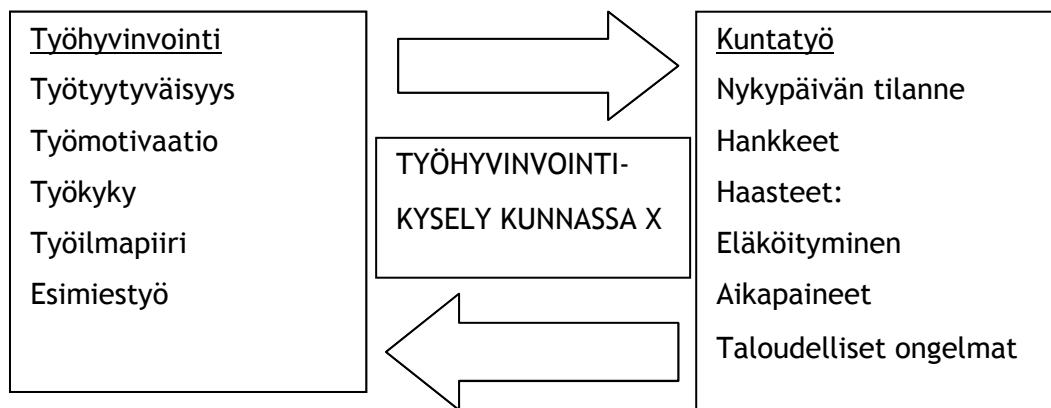 Työhyvinvointi
Työtyytyväisyys
Työmotivaatio
Työkyky
Työilmapiiri
Esimiestyö
TYÖHYVINVOINTI-
KYSELY KUNNASSA X
Kuntatyö
Nykypäivän tilanne
Hankkeet
Haasteet:
Eläköityminen
Aikapaineet
Taloudelliset ongelmat